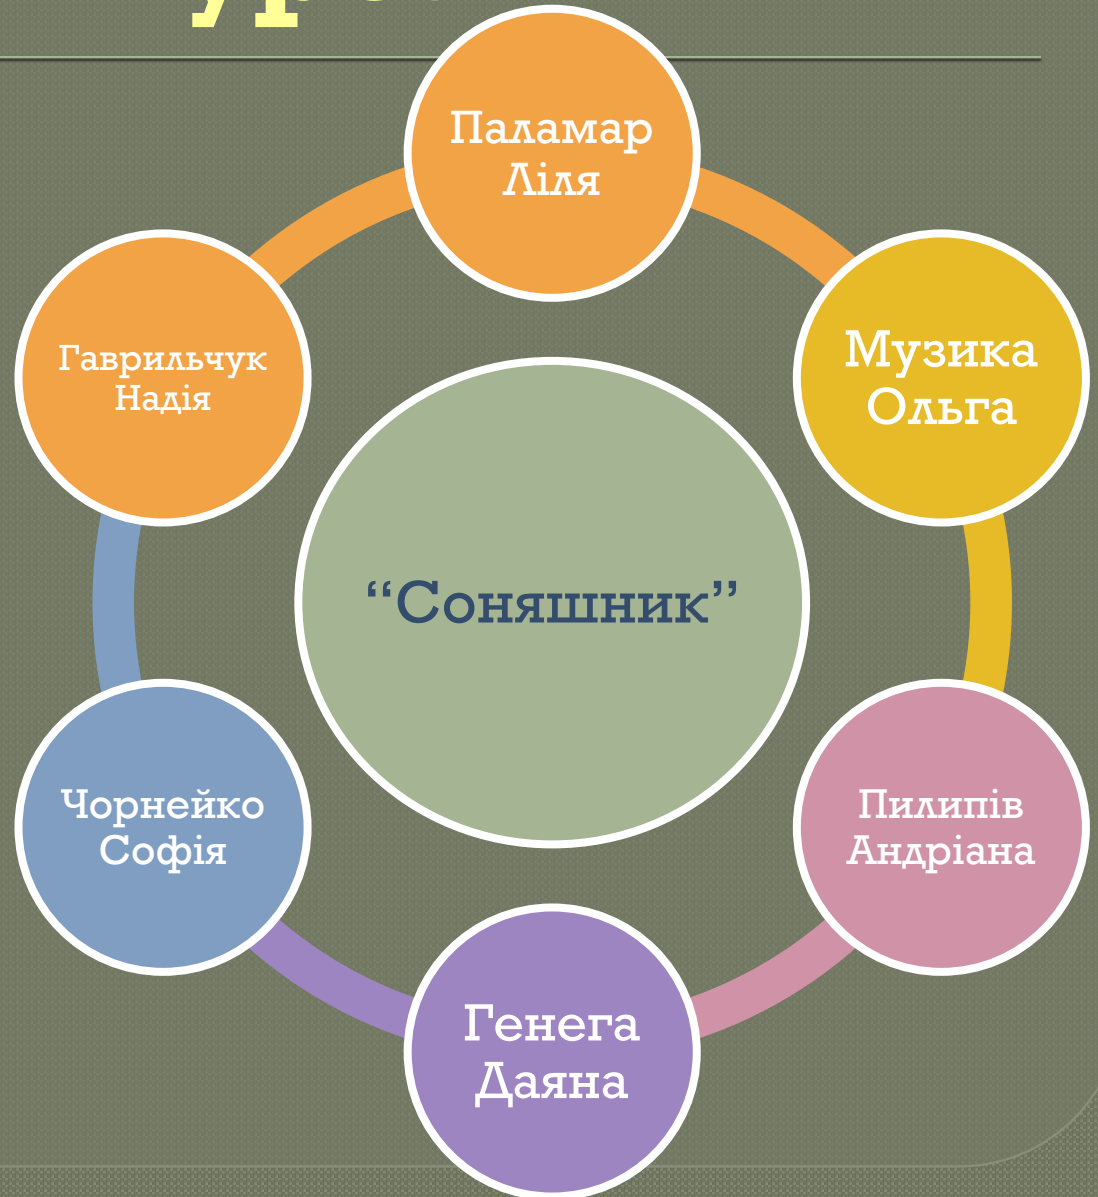 Паламар
Ліля
Музика
Ольга
Пилипів
Андріана
Генега
Даяна
Чорнейко
Софія
Гаврильчук
Надія
“Соняшник”